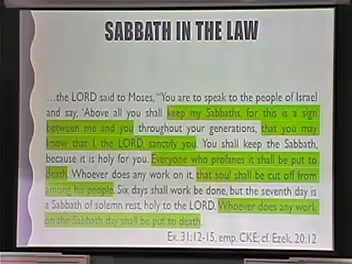 SABBATH IN THE LAW
...the LORD said to Moses, "You are to speak to the people of Israel
and say, 'Above all you shall keep my Sabbaths, for this is a sign
between me and you throughout your generations, that you may
know that I, the LORD sanctify you. You shall keep the Sabbath,
because it is holy for you. Everyone who profanes it shall be put to
death. Whoever does any work on it, that soul shall be cut off from
among his people. Six days shall work be done, but the seventh day is
a Sabbath of solemn rest, holy to the LORD. Whoever does any work
on the Sabbath day shall be put to death.
Ex. 31:12-15, emp. CKE; cf. Ezek. 20:12